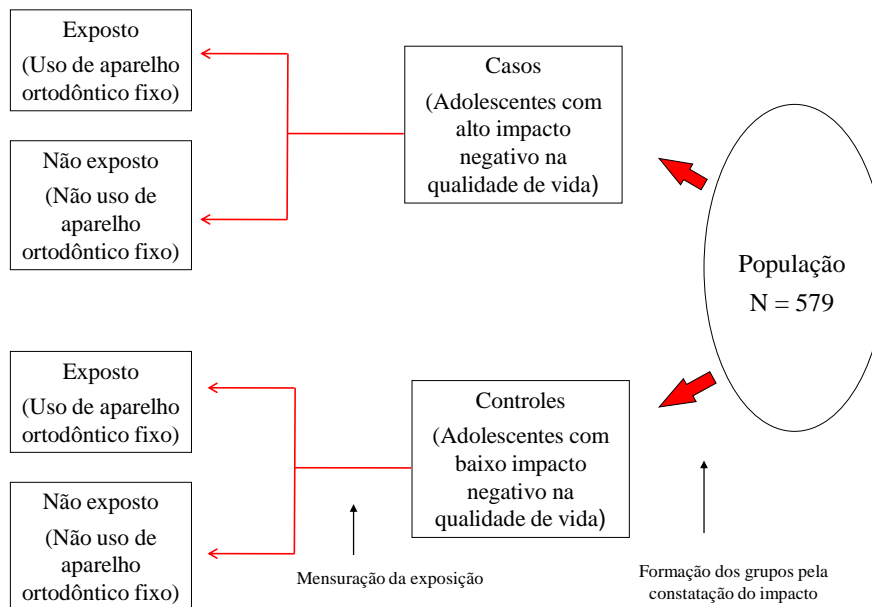 Exposto
(Uso de aparelho
ortodôntico fixo)
Não exposto
(Não uso de
aparelho
ortodôntico fixo)
Casos
(Adolescentes com
alto impacto
negativo na
qualidade de vida)
População
N = 579
Exposto
(Uso de aparelho
ortodôntico fixo)
Não exposto
(Não uso de
aparelho
ortodôntico fixo)
Controles
(Adolescentes com
baixo impacto
negativo na
qualidade de vida)
Mensuração da exposição
Formação dos grupos pela
constatação do impacto